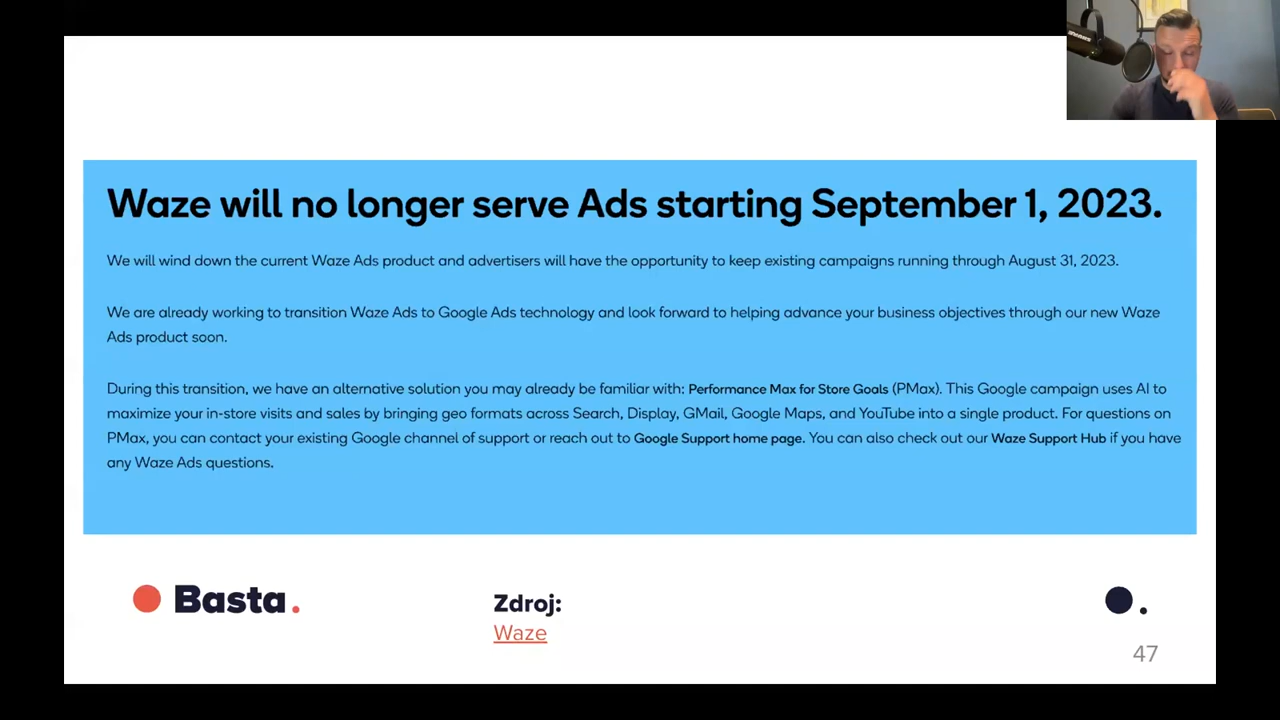 Waze will no longer serve Ads starting September 1, 2023.
We will wind down the current Waze Ads product and advertisers will have the opportunity to keep existing campaigns running through August 31, 2023.
We are already working to transition Waze Ads to Google Ads technology and look forward to helping advance your business objectives through our new Waze
Ads product soon.
During this transition, we have an alternative solution you may already be familiar with: Performance Max for Store Goals (PMax). This Google campaign uses AI to
maximize your in-store visits and sales by bringing geo formats across Search, Display, GMail, Google Maps, and YouTube into a single product. For questions on
PMax, you can contact your existing Google channel of support or reach out to Google Support home page. You can also check out our Waze Support Hub if you have
any Waze Ads questions.
Basta.
Zdroj:
Waze
47